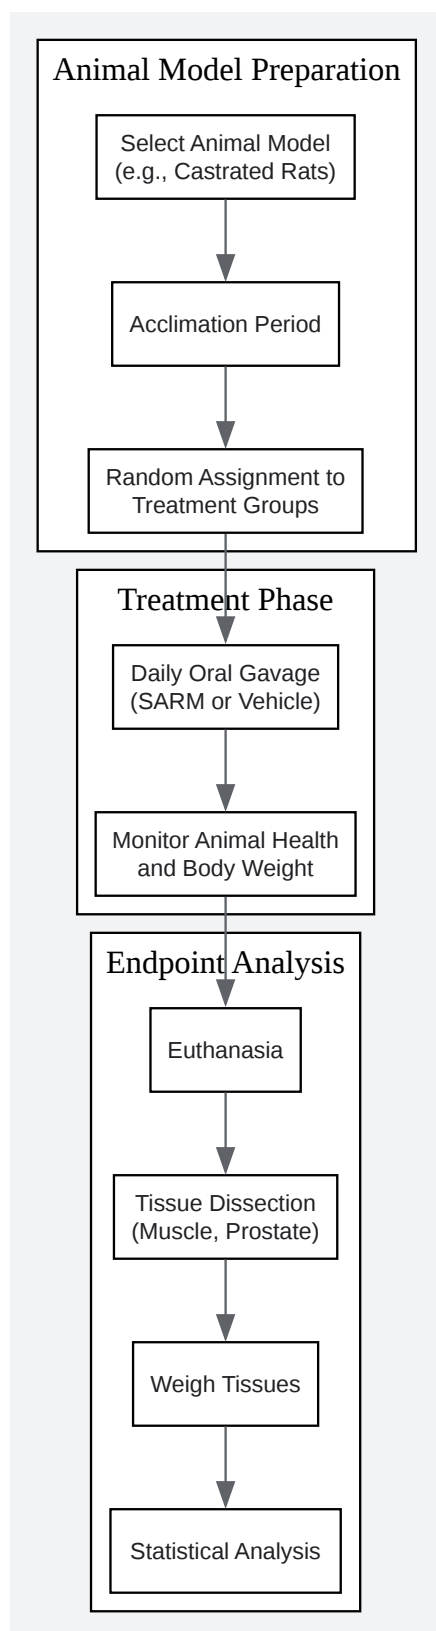 Animal Model Preparation
Select Animal Model
(e.g., Castrated Rats)
Acclimation Period
Random Assignment to
Treatment Groups
Treatment Phase
Daily Oral Gavage
(SARM or Vehicle)
Monitor Animal Health
and Body Weight
Endpoint Analysis
Euthanasia
Tissue Dissection
(Muscle, Prostate)
Weigh Tissues
Statistical Analysis